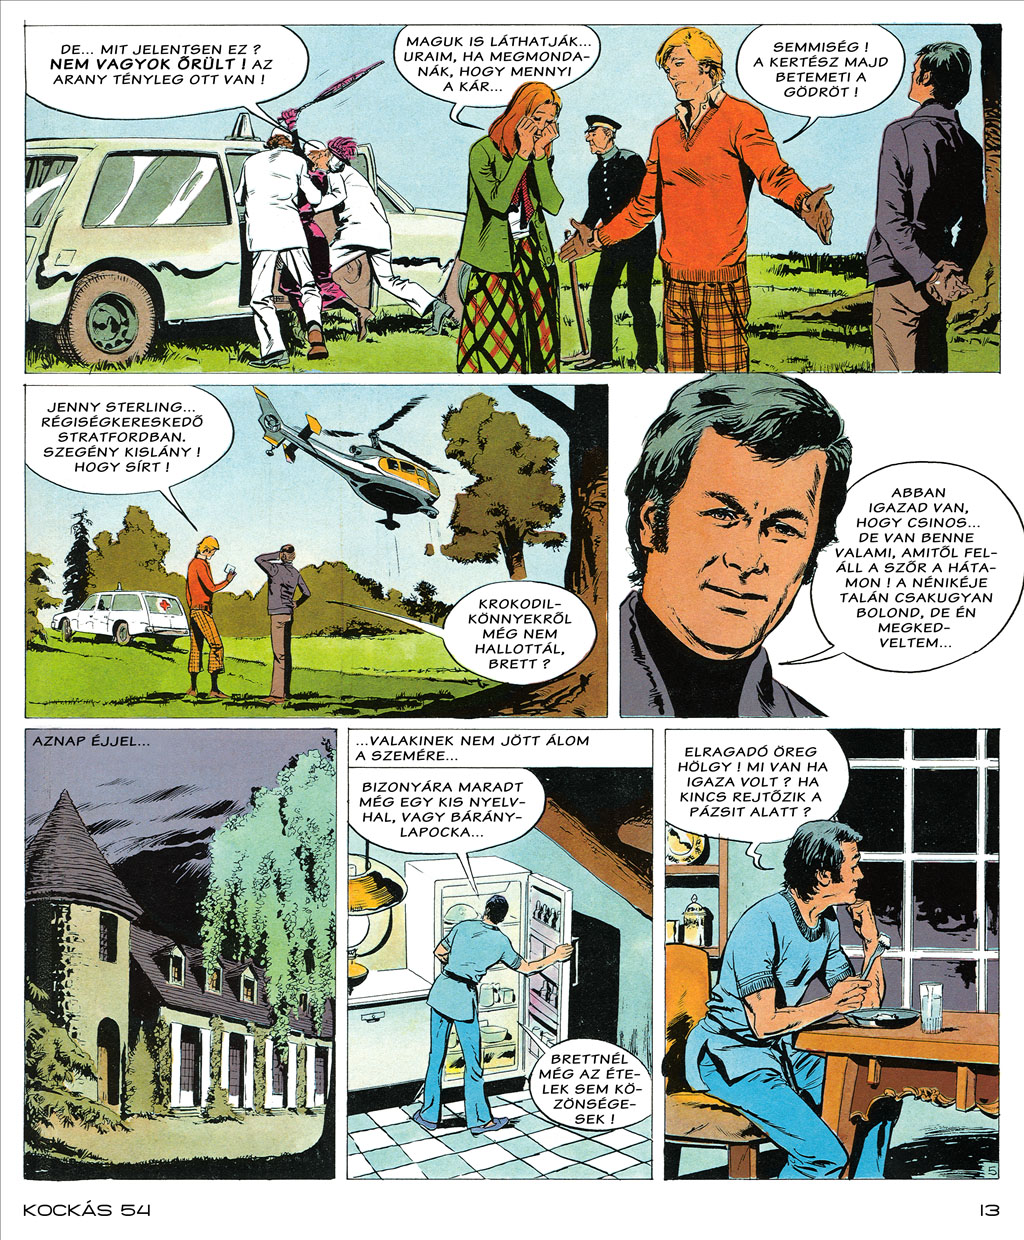 DE... MIT JELENTSEN EZ ?
NEM VAGYOK ŐRÜLT ! AZ
ARANY TÉNYLEG OTT VAN !
MAGUK IS LÁTHATJÁK...
URAIM, HA MEGMONDA-
NÁK, HOGY MENNYI
A KÁR...
SEMMISÉG !
A KERTÉSZ MAJD
BETEMETI A
GÖDRÖT !
JENNY STERLING...
RÉGISÉGKERESKEDŐ
STRATFORDBAN.
SZEGÉNY KISLÁNY !
HOGY SÍRT !
KROKODIL-
KÖNNYEKRŐL
MÉG NEM
HALLOTTÁL,
BRETT ?
ABBAN
IGAZAD VAN,
HOGY CSINOS...
DE VAN BENNE
VALAMI, AMITŐL FEL-
ÁLL A SZŐR A HÁTA-
MON ! A NÉNIKÉJE
TALÁN CSAKUGYAN
BOLOND, DE ÉN
MEGKED-
VELTEM...
AZNAP ÉJJEL...
...VALAKINEK NEM JÖTT ÁLOM
A SZEMÉRE...
BIZONYÁRA MARADT
MÉG EGY KIS NYELV-
HAL, VAGY BÁRÁNY-
LAPOCKA...
BRETTNÉL
MÉG AZ ÉTE-
LEK SEM KÖ-
ZÖNSÉGE-
SEK !
ELRAGADÓ ÖREG
HÖLGY ! MI VAN HA
IGAZA VOLT ? HA
KINCS REJTŐZIK A
PÁZSIT ALATT ?
5
KOCKÁS 54
13